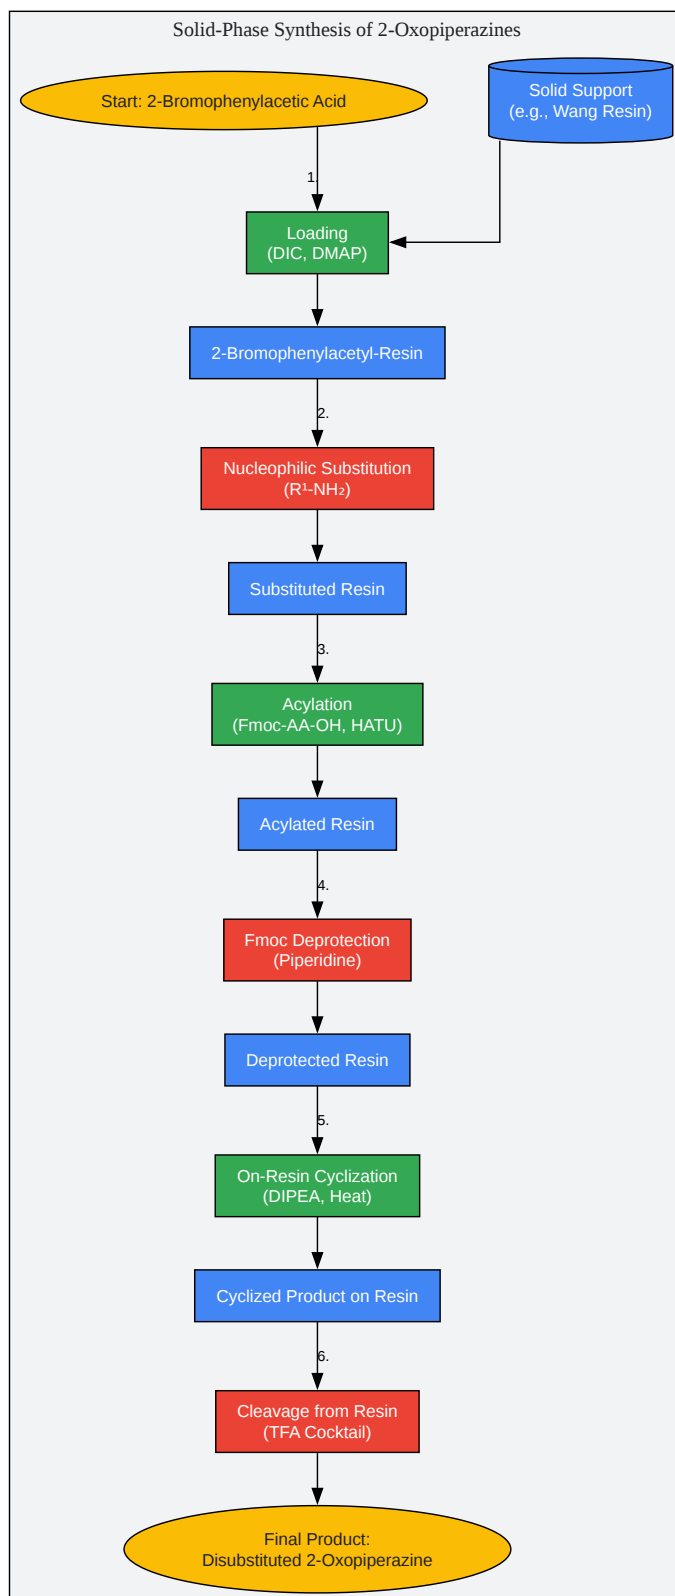 Solid-Phase Synthesis of 2-Oxopiperazines
Start: 2-Bromophenylacetic Acid
Solid Support
(e.g., Wang Resin)
1.
Loading
(DIC, DMAP)
2-Bromophenylacetyl-Resin
2.
Nucleophilic Substitution
(R¹-NH₂)
Substituted Resin
3.
Acylation
(Fmoc-AA-OH, HATU)
Acylated Resin
4.
Fmoc Deprotection
(Piperidine)
Deprotected Resin
5.
On-Resin Cyclization
(DIPEA, Heat)
Cyclized Product on Resin
6.
Cleavage from Resin
(TFA Cocktail)
Final Product:
Disubstituted 2-Oxopiperazine